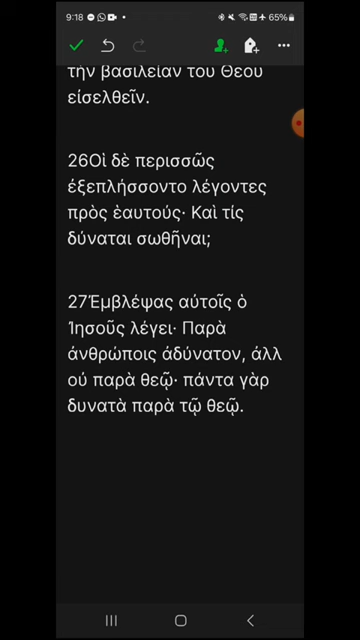 9:18
65%
τὴν βασιλείαν τοῦ Θεοῦ
εἰσελθεῖν.
26Οἱ δὲ περισσῶς
ἐξεπλήσσοντο λέγοντες
πρὸς ἑαυτούς· Καὶ τίς
δύναται σωθῆναι;
27Ἐμβλέψας αὐτοῖς ὁ
Ἰησοῦς λέγει· Παρὰ
ἀνθρώποις ἀδύνατον, ἀλλ
οὐ παρὰ θεῷ· πάντα γὰρ
δυνατὰ παρὰ τῷ θεῷ.